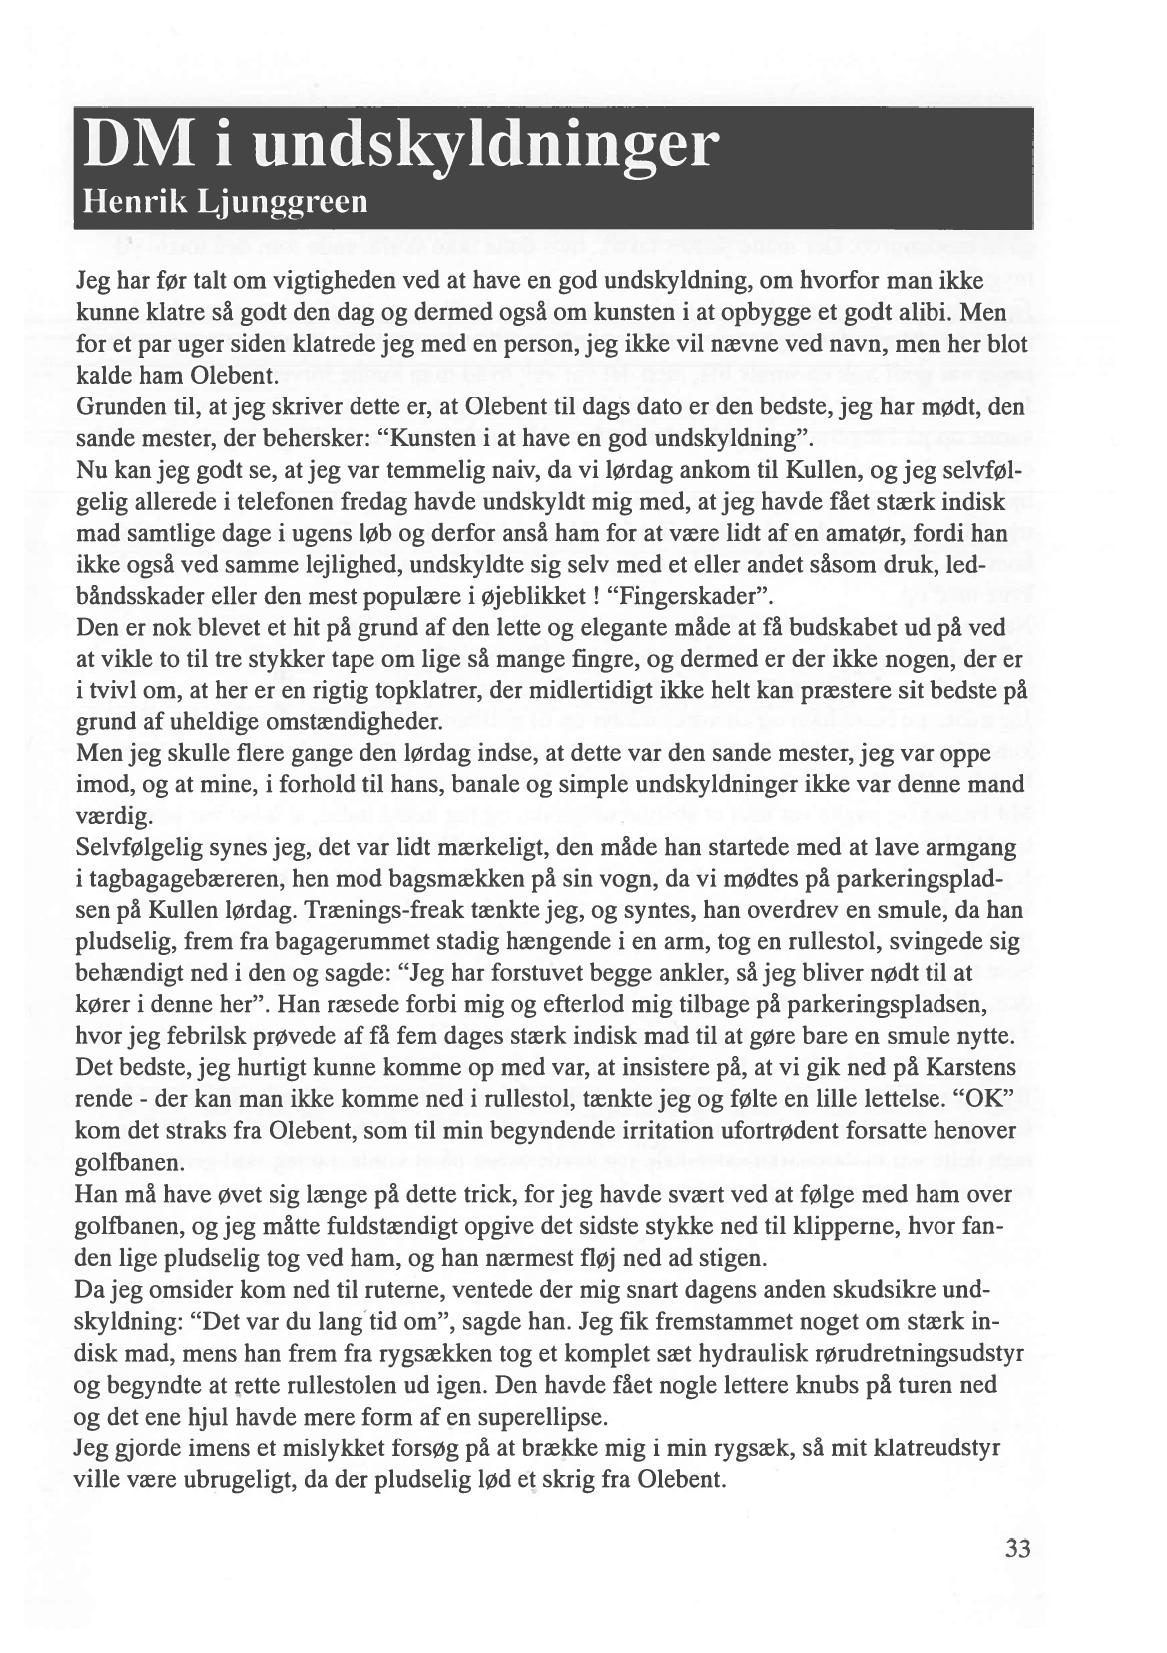 DM i undskyldninger
Henrik Ljunggreen
Jeg har før talt om vigtigheden ved at have en god undskyldning, om hvorfor man ikke
kunne klatre så godt den dag og dermed også om kunsten i at opbygge et godt alibi. Men
for et par uger siden klatrede jeg med en person, jeg ikke vil nævne ved navn, men her blot
kalde ham Olebent.
Grunden til, at jeg skriver dette er, at Olebent til dags dato er den bedste, jeg har mødt, den
sande mester, der behersker: “Kunsten i at have en god undskyldning”.
Nu kan jeg godt se, at jeg var temmelig naiv, da vi lørdag ankom til Kullen, og jeg selvføl-
gelig allerede i telefonen fredag havde undskyldt mig med, at jeg havde fået stærk indisk
mad samtlige dage i ugens løb og derfor anså ham for at være lidt af en amatør, fordi han
ikke også ved samme lejlighed, undskyldte sig selv med et eller andet såsom druk, led-
båndsskader eller den mest populære i øjeblikket ! “Fingerskader”.
Den er nok blevet et hit på grund af den lette og elegante måde at få budskabet ud på ved
at vikle to til tre stykker tape om lige så mange fingre, og dermed er der ikke nogen, der er
i tvivl om, at her er en rigtig topklatrer, der midlertidigt ikke helt kan præstere sit bedste på
grund af uheldige omstændigheder.
Men jeg skulle flere gange den lørdag indse, at dette var den sande mester, jeg var oppe
imod, og at mine, i forhold til hans, banale og simple undskyldninger ikke var denne mand
værdig.
Selvfølgelig synes jeg, det var lidt mærkeligt, den måde han startede med at lave armgang
i tagbagagebæreren, hen mod bagsmækken på sin vogn, da vi mødtes på parkeringsplad-
sen på Kullen lørdag. Trænings-freak tænkte jeg, og syntes, han overdrev en smule, da han
pludselig, frem fra bagagerummet stadig hængende i en arm, tog en rullestol, svingede sig
behændigt ned i den og sagde: “Jeg har forstuvet begge ankler, så jeg bliver nødt til at
kører i denne her”. Han ræsede forbi mig og efterlod mig tilbage på parkeringspladsen,
hvor jeg febrilsk prøvede af få fem dages stærk indisk mad til at gøre bare en smule nytte.
Det bedste, jeg hurtigt kunne komme op med var, at insistere på, at vi gik ned på Karstens
rende - der kan man ikke komme ned i rullestol, tænkte jeg og følte en lille lettelse. “OK”
kom det straks fra Olebent, som til min begyndende irritation ufortrødent forsatte henover
golfbanen.
Han må have øvet sig længe på dette trick, for jeg havde svært ved at følge med ham over
golfbanen, og jeg måtte fuldstændigt opgive det sidste stykke ned til klipperne, hvor fan-
den lige pludselig tog ved ham, og han nærmest fløj ned ad stigen.
Da jeg omsider kom ned til ruterne, ventede der mig snart dagens anden skudsikre und-
skyldning: “Det var du lang tid om”, sagde han. Jeg fik fremstammet noget om stærk in-
disk mad, mens han frem fra rygsækken tog et komplet sæt hydraulisk rørudretningsudstyr
og begyndte at rette rullestolen ud igen. Den havde fået nogle lettere knubs på turen ned
og det ene hjul havde mere form af en superellipse.
Jeg gjorde imens et mislykket forsøg på at brække mig i min rygsæk, så mit klatreudstyr
ville være ubrugeligt, da der pludselig lød et skrig fra Olebent.
33